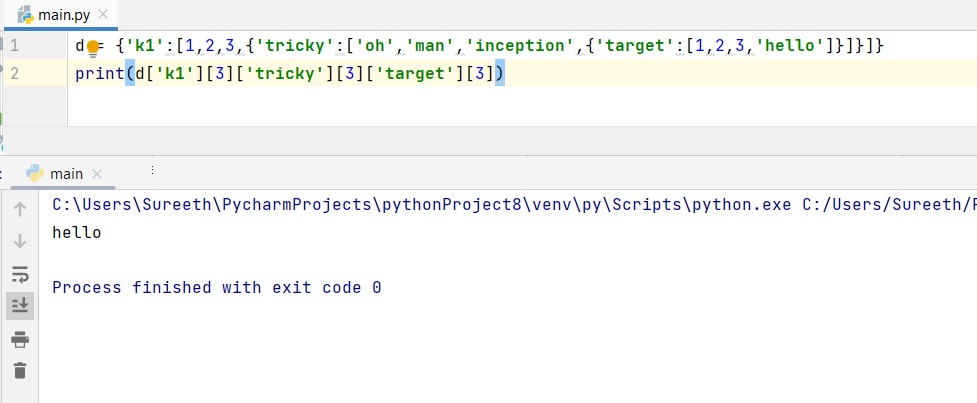 main.py
1 d = {'k1':[1,2,3,{'tricky':['oh','man','inception',{'target':[1,2,3,'hello']}]}]}
2 print(d['k1'][3]['tricky'][3]['target'][3])
: main
C:\Users\Sureeth\PycharmProjects\pythonProject8\venv\py\Scripts\python.exe C:/Users/Sureeth/
hello
Process finished with exit code 0